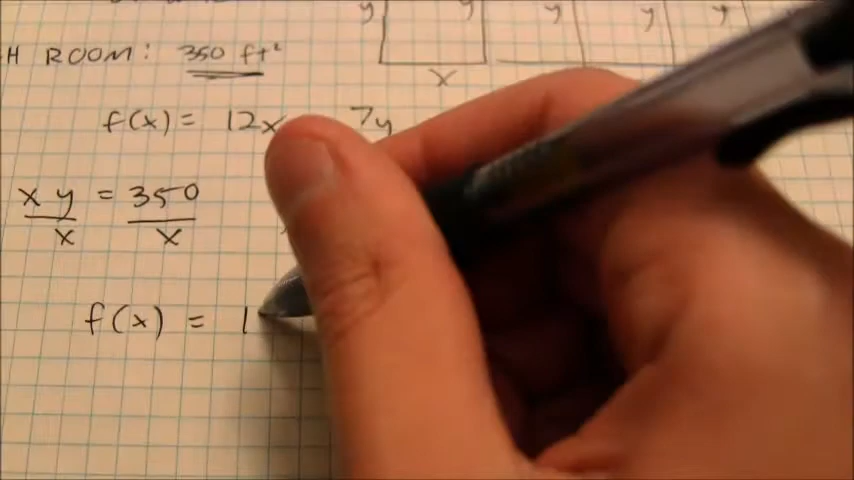 y y y y y
x
H ROOM: 350 ft²
f(x) = 12x 7y
x y = 350
x x
f(x) = 1